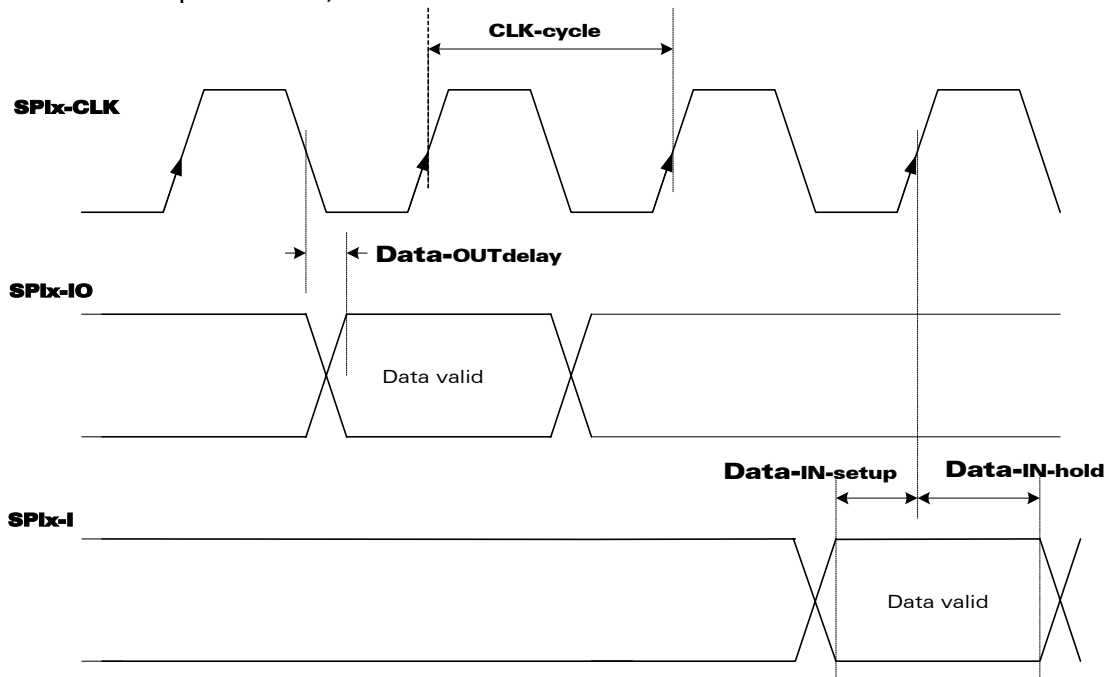 CLK-cycle
SPIx-CLK
Data-OUTdelay
SPIx-IO
Data valid
Data-IN-setup
Data-IN-hold
SPIx-I
Data valid